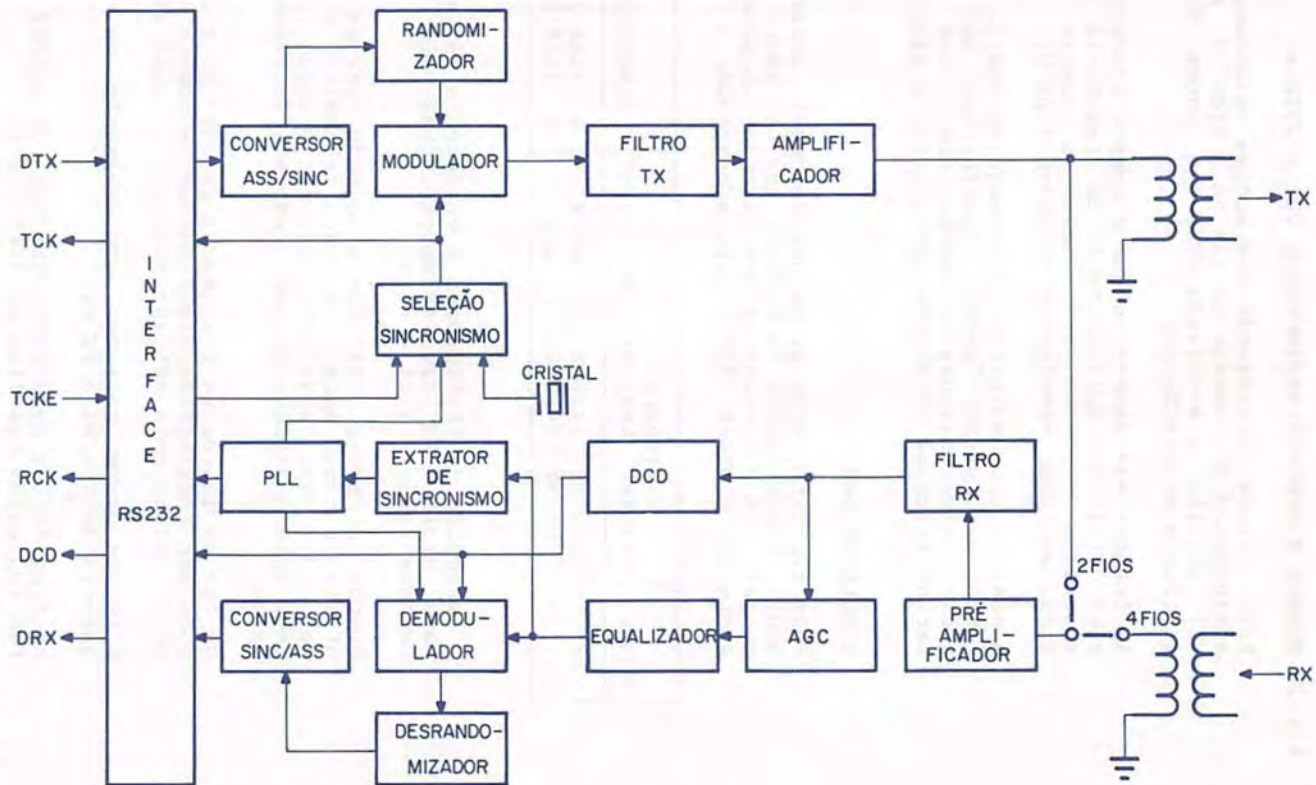 RANDOMI-
ZADOR
DTX
CONVERSOR
ASS/SINC
MODULADOR
FILTRO
TX
AMPLIFI-
CADOR
TX
TCK
INTERFACE
RS232
SELEÇÃO
SINCRONISMO
CRISTAL
TCKE
RCK
PLL
EXTRATOR
DE
SINCRONISMO
DCD
FILTRO
RX
DCD
2FIOS
DRX
CONVERSOR
SINC/ASS
DEMODU-
LADOR
EQUALIZADOR
AGC
PRÉ
AMPLI-
FICADOR
4FIOS
RX
DESRANDO-
MIZADOR